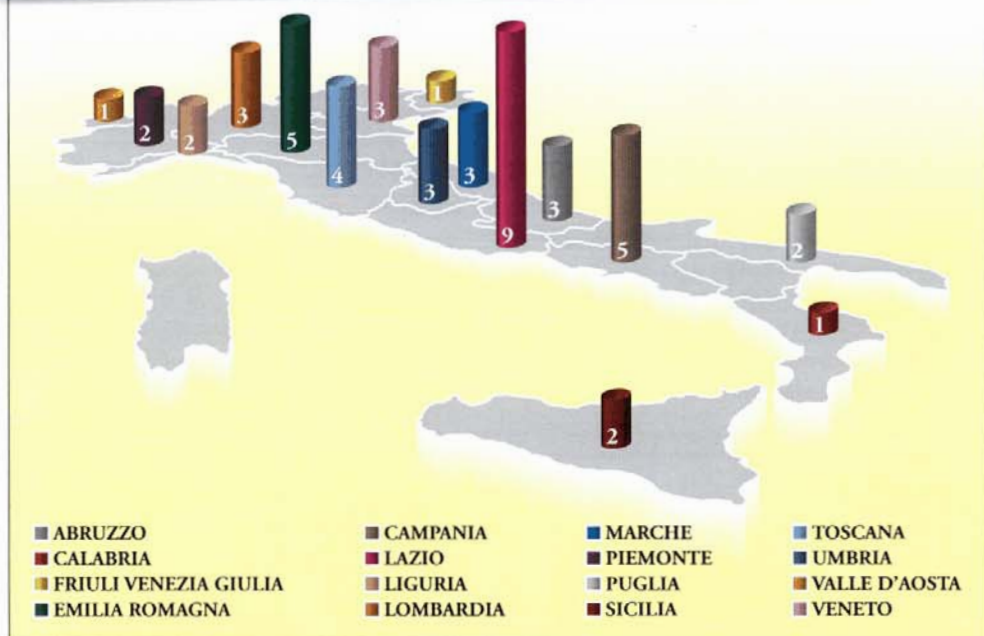 1
2
2
3
5
4
3
1
3
3
9
3
5
2
1
2
ABRUZZO
CALABRIA
FRIULI VENEZIA GIULIA
EMILIA ROMAGNA
CAMPANIA
LAZIO
LIGURIA
LOMBARDIA
MARCHE
PIEMONTE
PUGLIA
SICILIA
TOSCANA
UMBRIA
VALLE D'AOSTA
VENETO